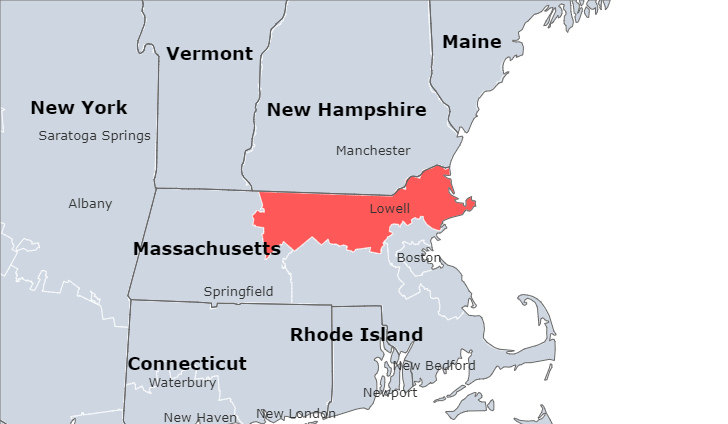 Maine
Vermont
New York
New Hampshire
Saratoga Springs
Manchester
Albany
Lowell
Massachusetts
Boston
Springfield
Rhode Island
Connecticut
New Bedford
Waterbury
Newport
New London
New Haven